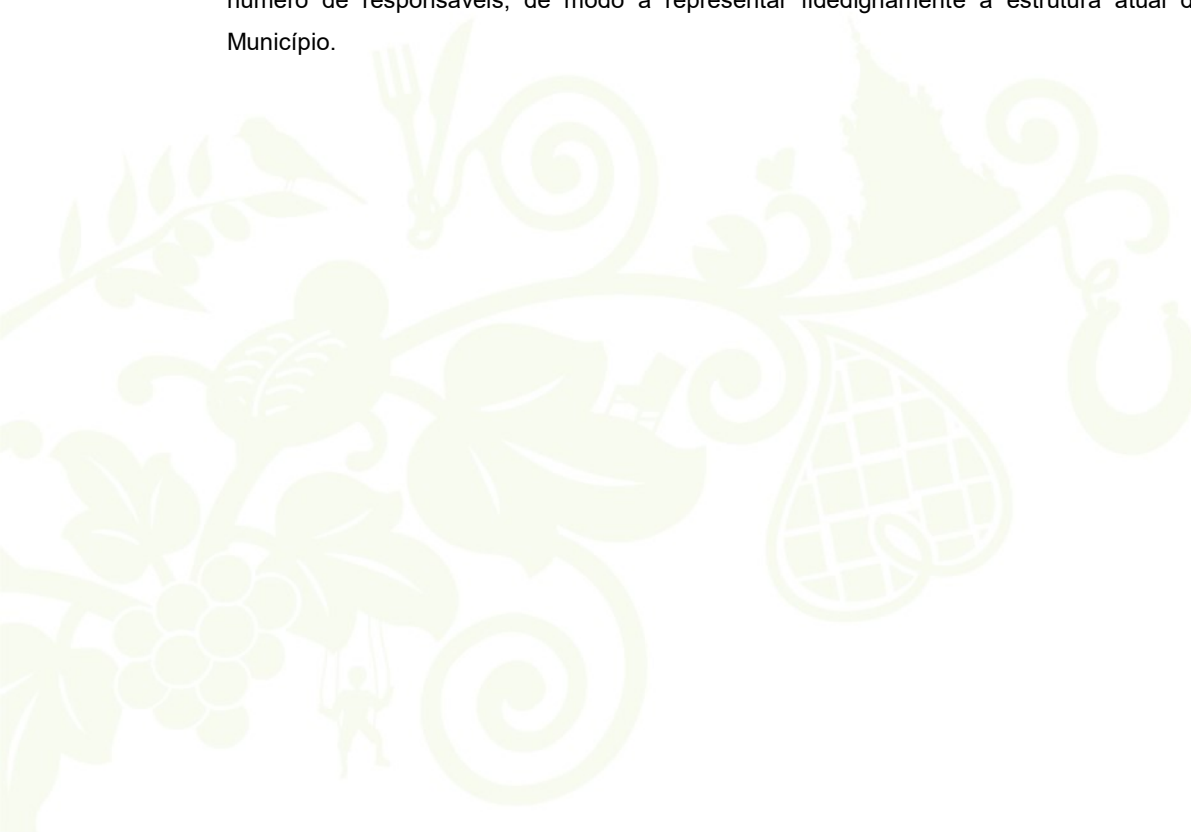 número de responsáveis, de modo a representar fidedignamente a estrutura atual d
Município.